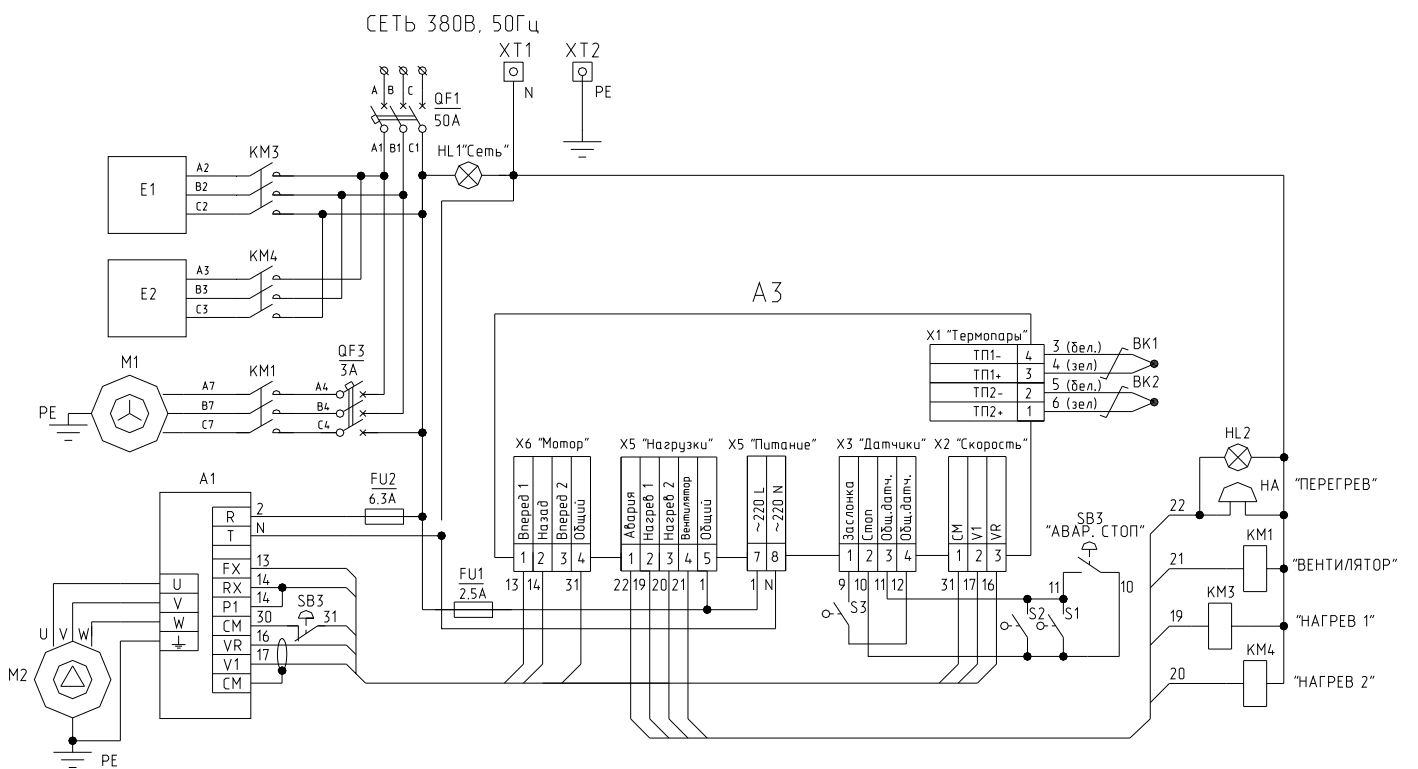 СЕТЬ 380В, 50Гц
XT1
XT2
N
PE
A B C
QF1
50A
A1 B1 C1
HL1"Сеть"
KM3
E1
A2
B2
C2
KM4
E2
A3
B3
C3
A3
M1
PE
A7
B7
C7
KM1
QF3
3A
A4
B4
C4
X1 "Термопары"
ТП1- 4 3 (бел.)
ТП1+ 3 4 (зел)
ТП2- 2 5 (бел.)
ТП2+ 1 6 (зел)
BK1
BK2
X6 "Мотор"
Вперед 1
Назад
Вперед 2
Общий
1 2 3 4
13 14 31
X5 "Нагрузки"
Авария
Нагрев 1
Нагрев 2
Вентилятор
Общий
1 2 3 4 5
22 19 20 21 1
X5 "Питание"
~220 L
~220 N
7 8
1 N
X3 "Датчики"
Заслонка
Стоп
Общ.датч.
Общ.датч.
1 2 3 4
9 10 11 12
X2 "Скорость"
CM
V1
VR
1 2 3
31 17 16
S3
S2
S1
SB3
"АВАР. СТОП"
11
10
HL2
HA
"ПЕРЕГРЕВ"
22
21
KM1
"ВЕНТИЛЯТОР"
19
KM3
"НАГРЕВ 1"
20
KM4
"НАГРЕВ 2"
FU2
6.3A
FU1
2.5A
A1
R 2
T N
FX 13
RX 14
P1 14
CM 30
SB3
31
VR 16
V1 17
CM
U
V
W
U V W
M2
PE